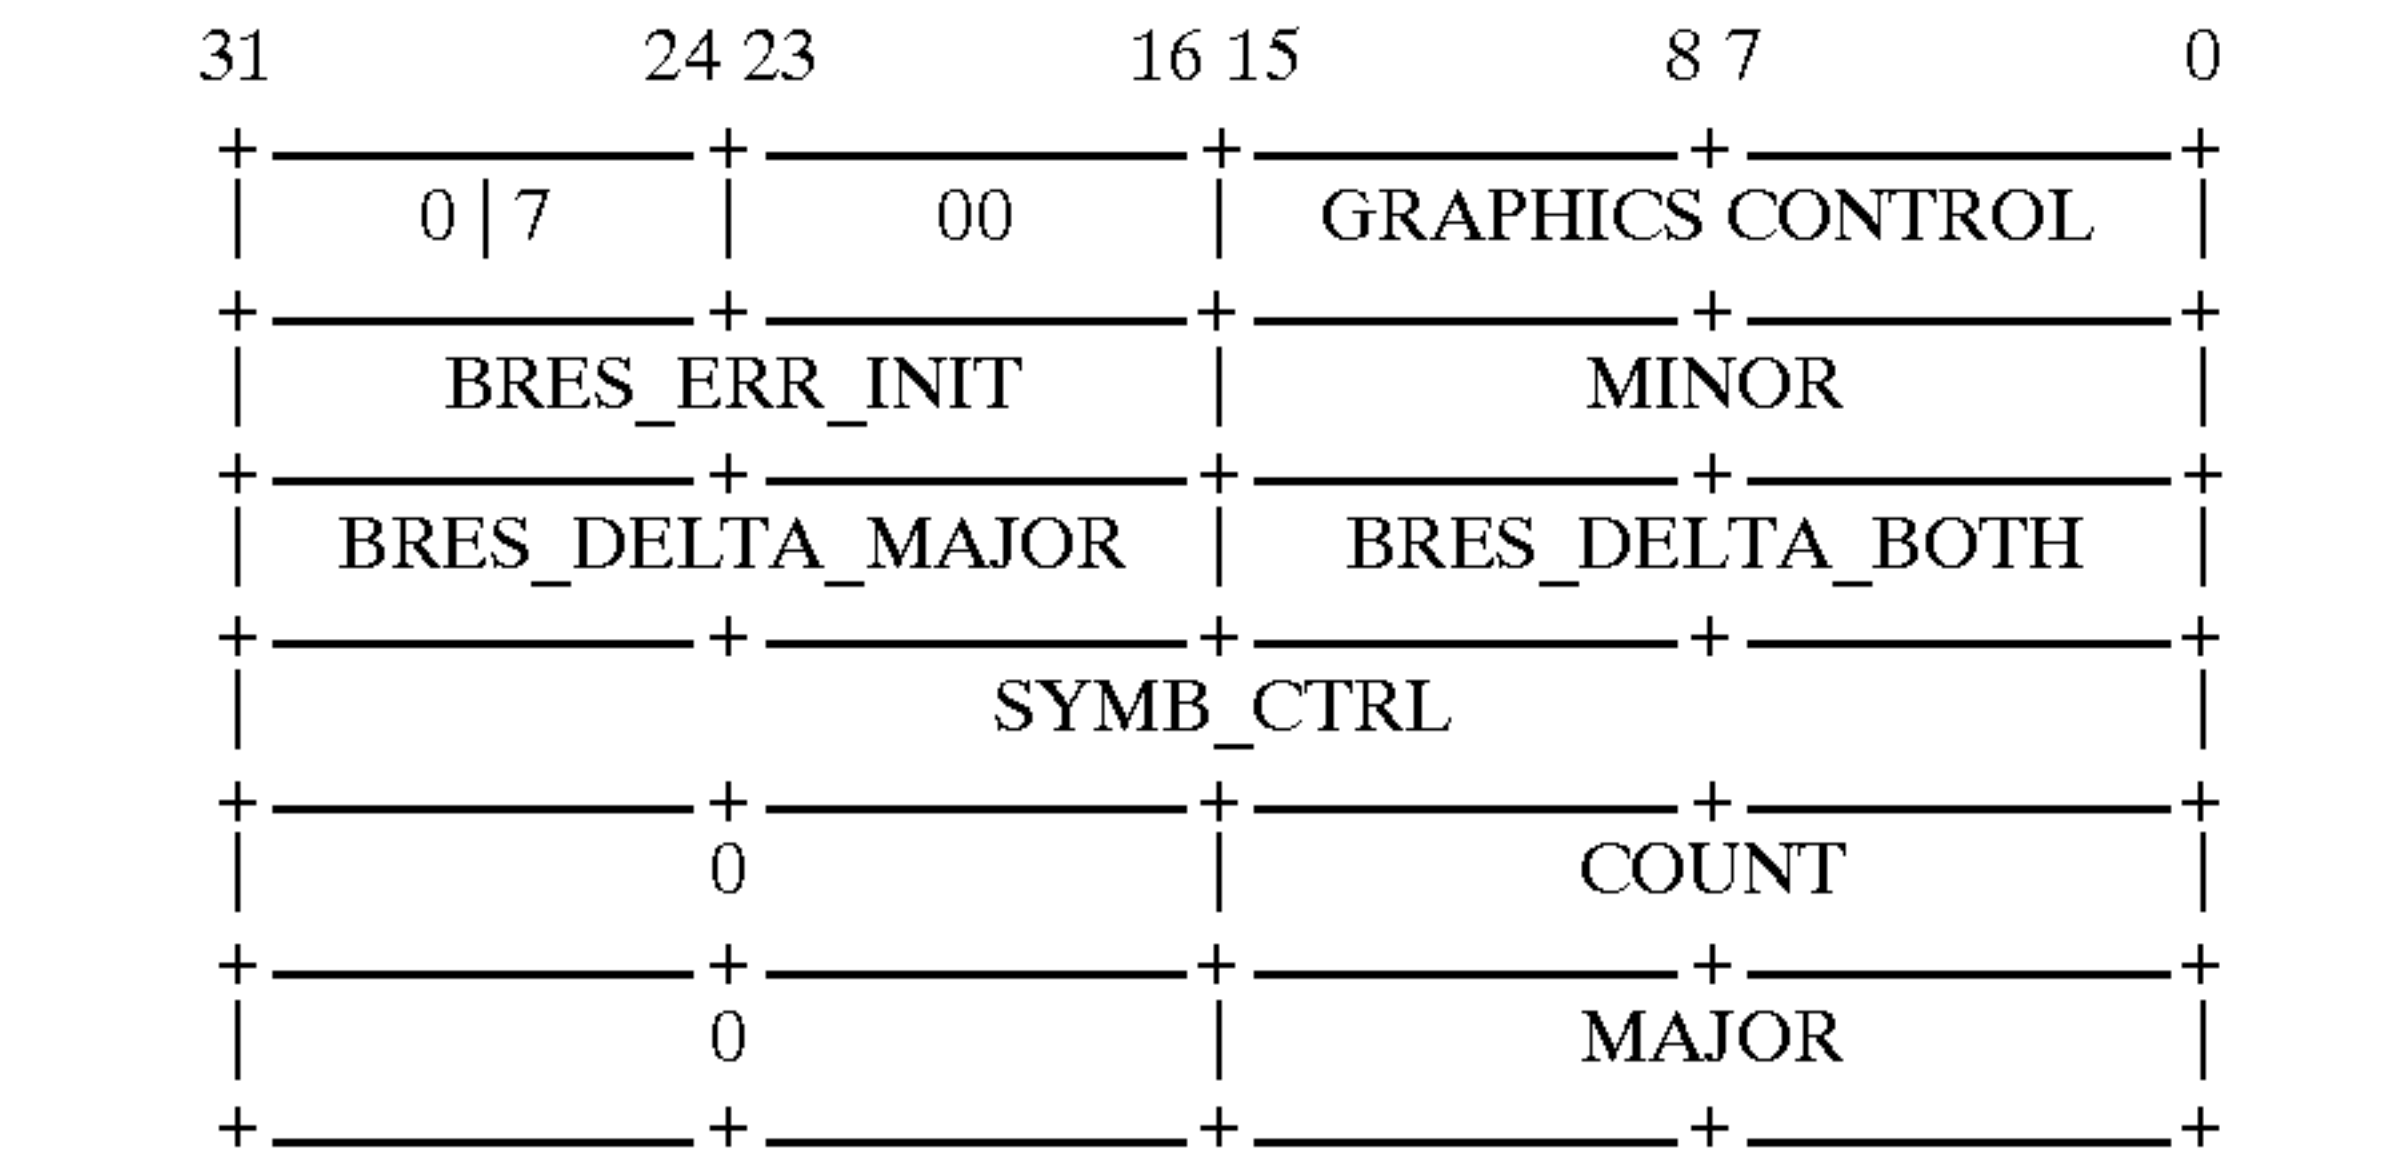 31 24 23 16 15 8 7 0
0 | 7 00 GRAPHICS CONTROL
BRES_ERR_INIT MINOR
BRES_DELTA_MAJOR BRES_DELTA_BOTH
SYMB_CTRL
0 COUNT
0 MAJOR